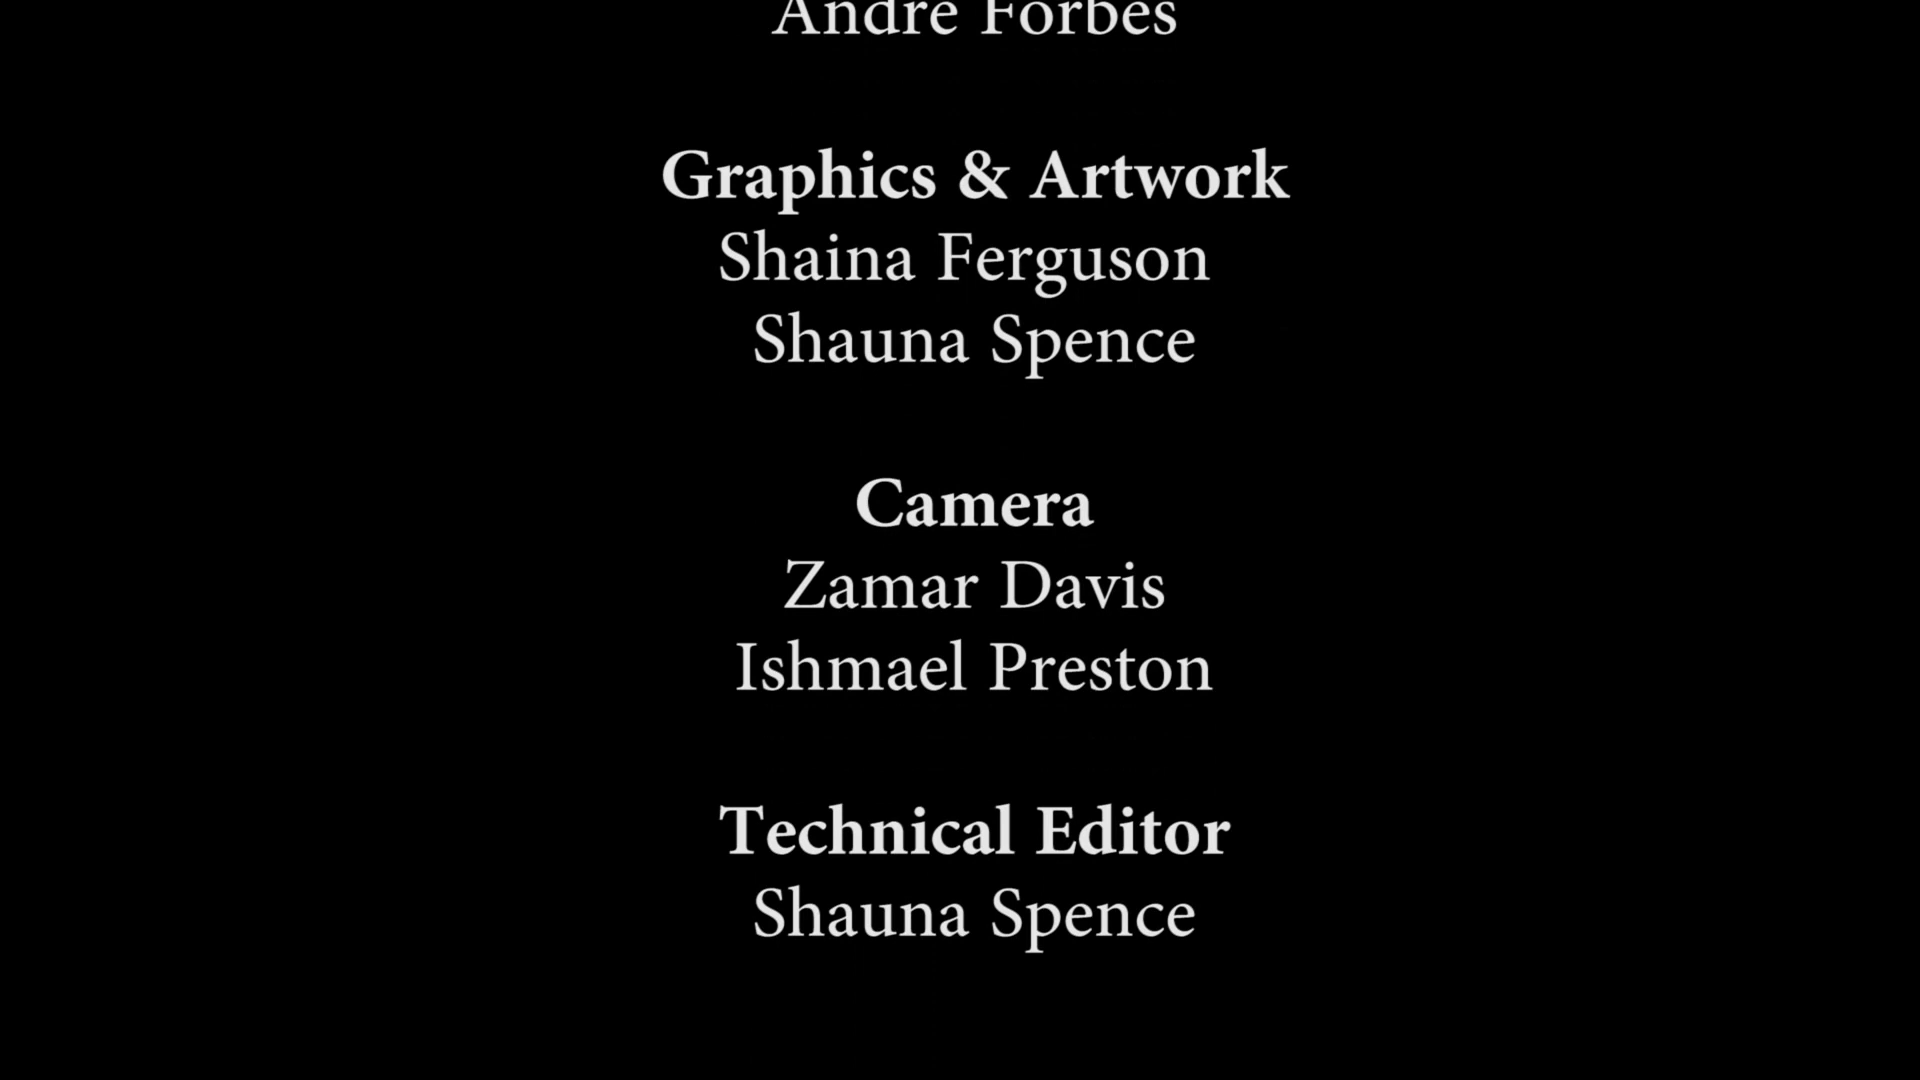 Andre Forbes
Graphics & Artwork
Shaina Ferguson
Shauna Spence
Camera
Zamar Davis
Ishmael Preston
Technical Editor
Shauna Spence